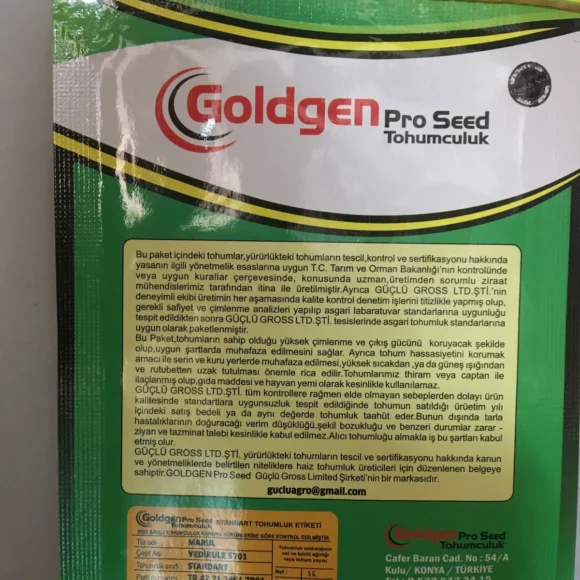 Goldgen Pro Seed
Tohumculuk
Bu paket içindeki tohumlar,yürürlükteki tohumların tescil,kontrol ve sertifikasyonu hakkında
yasanın ilgili yönetmelik esaslarına uygun T.C. Tarım ve Orman Bakanlığı'nın kontrolünde
veya uygun kurallar çerçevesinde, konusunda uzman,üretimden sorumlu ziraat
mühendislerimiz tarafından itina ile üretilmiştir.Ayrıca GÜÇLÜ GROSS LTD.ŞTİ.'nin
deneyimli ekibi üretimin her aşamasında kalite kontrol denetim işlerini titizlikle yapmış olup,
gerekli safiyet ve çimlenme analizleri yapılıp asgari labaratuvar standarlarına uygunluğu
tespit edildikten sonra GÜÇLÜ GROSS LTD.ŞTİ. tesislerinde asgari tohumluk standartlarına
uygun olarak paketlenmiştir.
Bu Paket,tohumların sahip olduğu yüksek çimlenme ve çıkış gücünü koruyacak şekilde
olup,uygun şartlarda muhafaza edilmesini sağlar. Ayrıca tohum hassasiyetini korumak
amacı ile serin ve kuru yerlerde muhafaza edilmesi,yüksek sıcakdan ,ya da güneş ışığından
ve rutubetten uzak tutulması önemle rica edilir.Tohumlarımız thiram veya captan ile
ilaçlanmış olup,gıda maddesi ve hayvan yemi olarak kesinlikle kullanılamaz.
GÜÇLÜ GROSS LTD.ŞTİ. tüm kontrollere rağmen elde olmayan sebeplerden dolayı ürün
kalitesinde standartlara uygunsuzluk tespit edildiğinde tohumun satıldığı ürüetim yılı
içindeki satış bedeli ya da aynı değerde tohumluk taahüt eder.Bunun dışında tarla
hastalıklarının doğuracağı verim düşüklüğü,şekil bozukluğu ve benzeri durumlar zarar -
ziyan ve tazminat talebi kesinlikle kabul edilmez.Alıcı tohumluğu almakla iş bu şartları kabul
etmiş olur.
GÜÇLÜ GROSS LTD.ŞTİ. yürürlükteki tohumların tescil ve sertifikasyonu hakkında kanun
ve yönetmeliklerde belirtilen niteliklere haiz tohumluk üreticileri için düzenlenen belgeye
sahiptir.GOLDGEN Pro Seed Güçlü Gross Limited Şirketi'nin bir markasıdır.
gucluagro@gmail.com
Goldgen Pro Seed
Tohumculuk
STANDART TOHUMLUK ETİKETİ
Tür adı : MARUL
Çeşit Adı : YEDİKULE 5701
Tohumluk sınıfı : STANDART
Net :
Goldgen Pro Seed
Tohumculuk
Cafer Baran Cad. No : 54/A
Kulu/ KONYA / TÜRKİYE